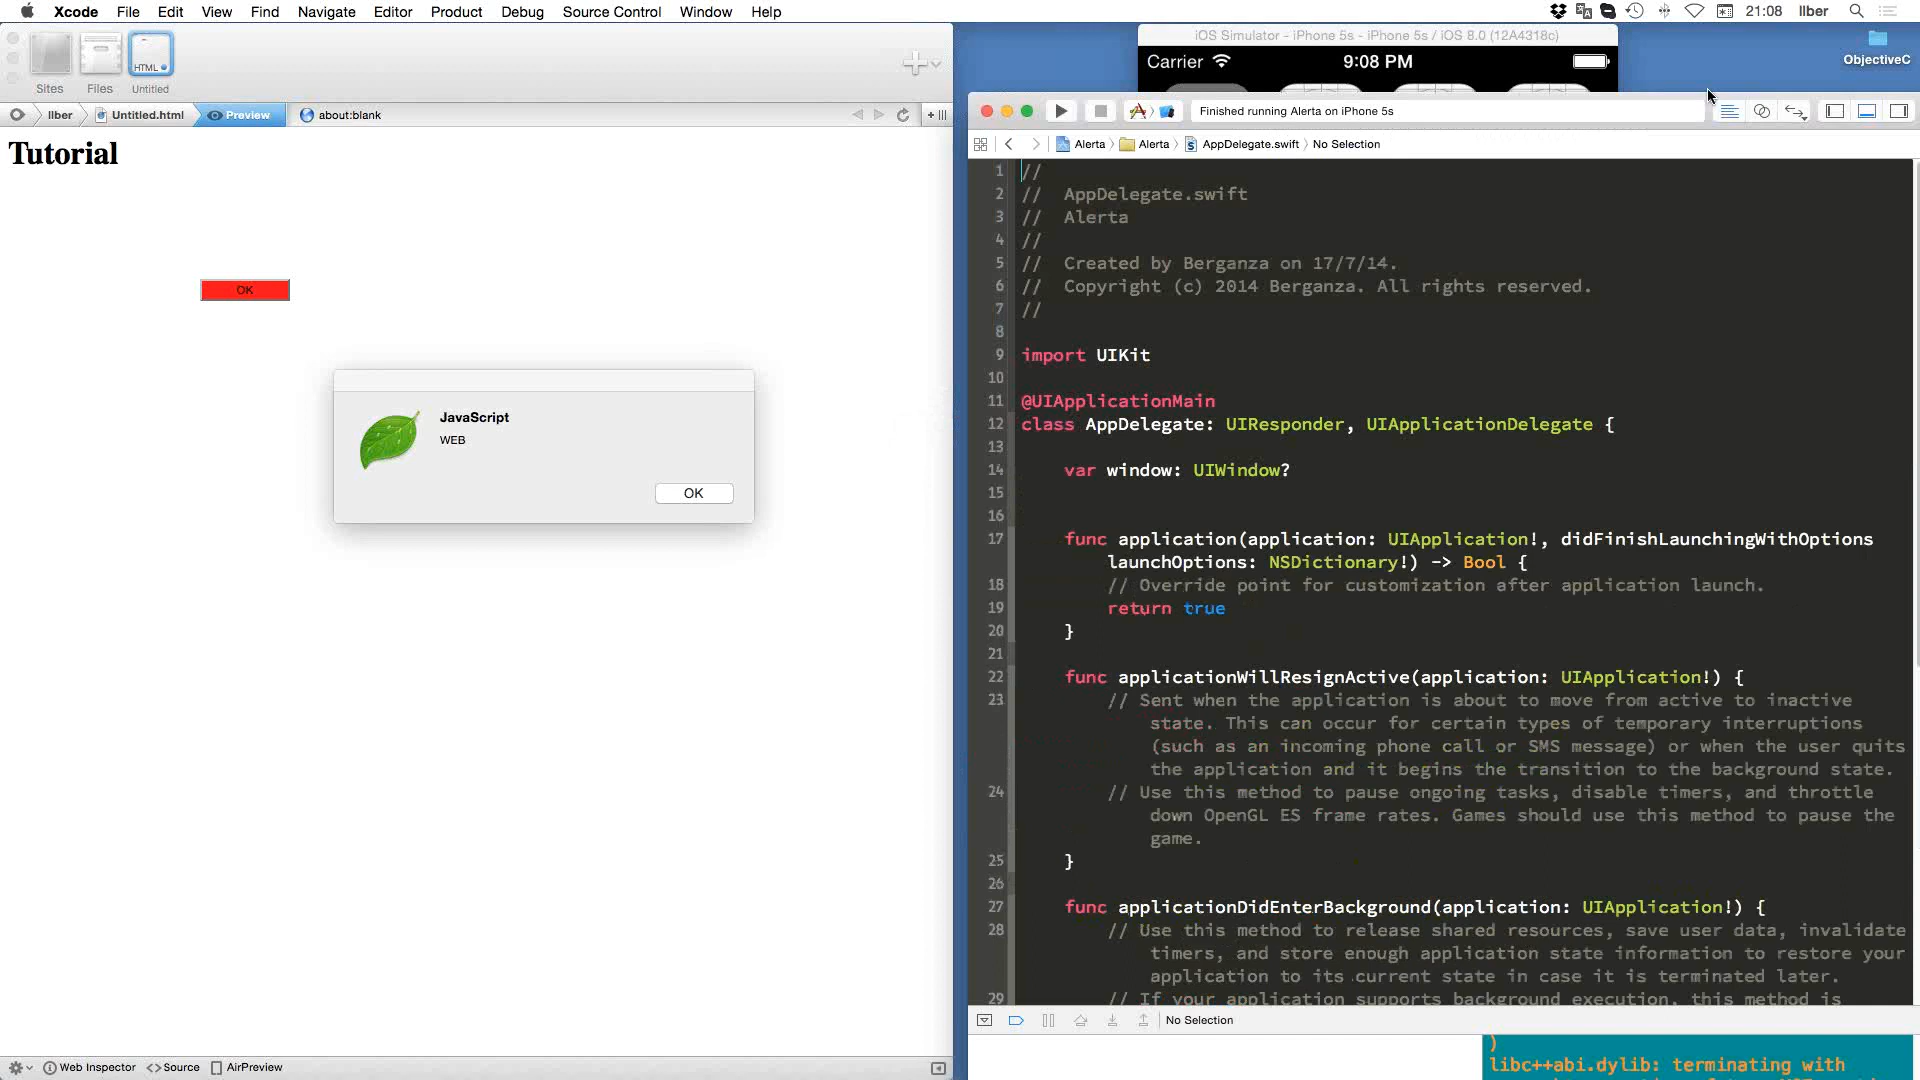 Xcode File Edit View Find Navigate Editor Product Debug Source Control Window Help 21:08 Ilber
Sites Files HTML Untitled
Ilber Untitled.html Preview about:blank
Tutorial
OK
JavaScript
WEB
OK
Web Inspector Source AirPreview
iOS Simulator - iPhone 5s - iPhone 5s / iOS 8.0 (12A4318c)
Carrier 9:08 PM
ObjectiveC
Finished running Alerta on iPhone 5s
Alerta Alerta AppDelegate.swift No Selection
1 //
2 // AppDelegate.swift
3 // Alerta
4 //
5 // Created by Berganza on 17/7/14.
6 // Copyright (c) 2014 Berganza. All rights reserved.
7 //
8
9 import UIKit
10
11 @UIApplicationMain
12 class AppDelegate: UIResponder, UIApplicationDelegate {
13
14 var window: UIWindow?
15
16
17 func application(application: UIApplication!, didFinishLaunchingWithOptions
launchOptions: NSDictionary!) -> Bool {
18 // Override point for customization after application launch.
19 return true
20 }
21
22 func applicationWillResignActive(application: UIApplication!) {
23 // Sent when the application is about to move from active to inactive
state. This can occur for certain types of temporary interruptions
(such as an incoming phone call or SMS message) or when the user quits
the application and it begins the transition to the background state.
24 // Use this method to pause ongoing tasks, disable timers, and throttle
down OpenGL ES frame rates. Games should use this method to pause the
game.
25 }
26
27 func applicationDidEnterBackground(application: UIApplication!) {
28 // Use this method to release shared resources, save user data, invalidate
timers, and store enough application state information to restore your
application to its current state in case it is terminated later.
29 // If your application supports background execution, this method is
No Selection
)
libc++abi.dylib: terminating with